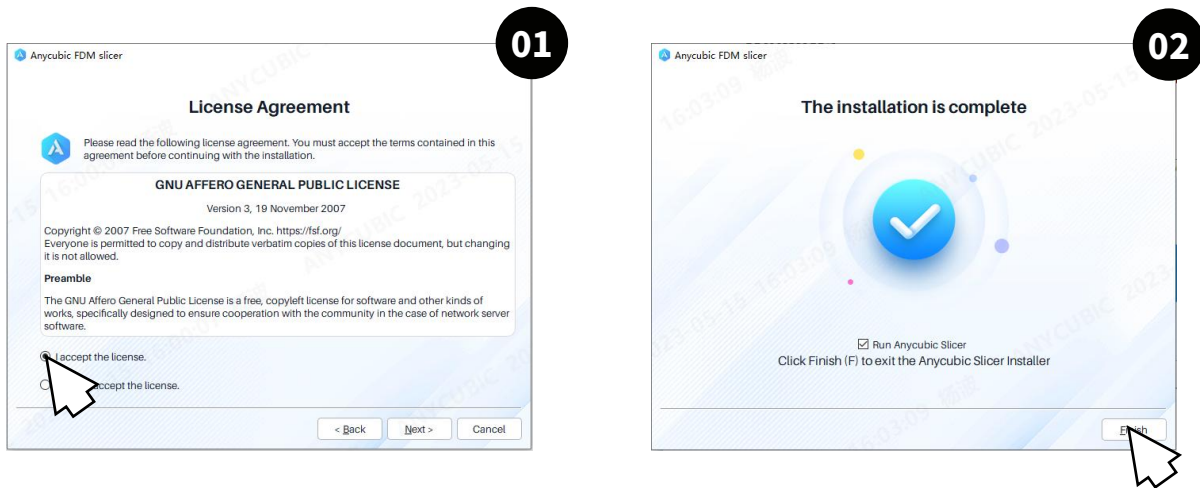 01
Anycubic FDM slicer
License Agreement
Please read the following license agreement. You must accept the terms contained in this
agreement before continuing with the installation.
GNU AFFERO GENERAL PUBLIC LICENSE
Version 3, 19 November 2007
Copyright © 2007 Free Software Foundation, Inc. https://fsf.org/
Everyone is permitted to copy and distribute verbatim copies of this license document, but changing
it is not allowed.
Preamble
The GNU Affero General Public License is a free, copyleft license for software and other kinds of
works, specifically designed to ensure cooperation with the community in the case of network server
software.
I accept the license.
accept the license.
< Back Next > Cancel
02
Anycubic FDM slicer
The installation is complete
Run Anycubic Slicer
Click Finish (F) to exit the Anycubic Slicer Installer
Finish